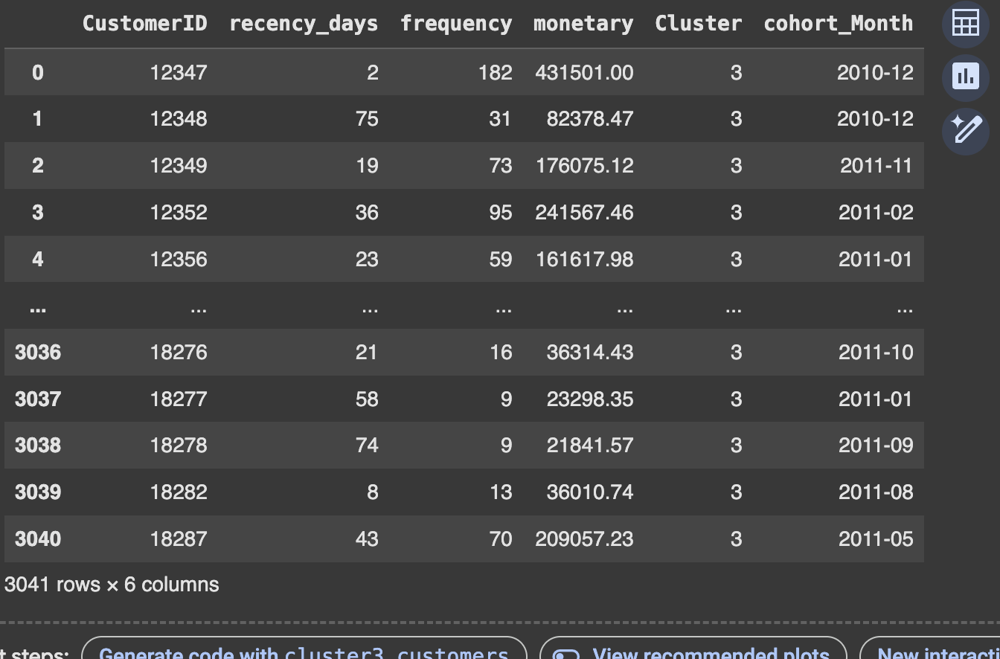 CustomerID recency_days frequency monetary Cluster cohort_Month
0 12347 2 182 431501.00 3 2010-12
1 12348 75 31 82378.47 3 2010-12
2 12349 19 73 176075.12 3 2011-11
3 12352 36 95 241567.46 3 2011-02
4 12356 23 59 161617.98 3 2011-01
... ... ... ... ... ... ...
3036 18276 21 16 36314.43 3 2011-10
3037 18277 58 9 23298.35 3 2011-01
3038 18278 74 9 21841.57 3 2011-09
3039 18282 8 13 36010.74 3 2011-08
3040 18287 43 70 209057.23 3 2011-05
3041 rows × 6 columns
t steps: Generate code with cluster3_customers View recommended plots New interact